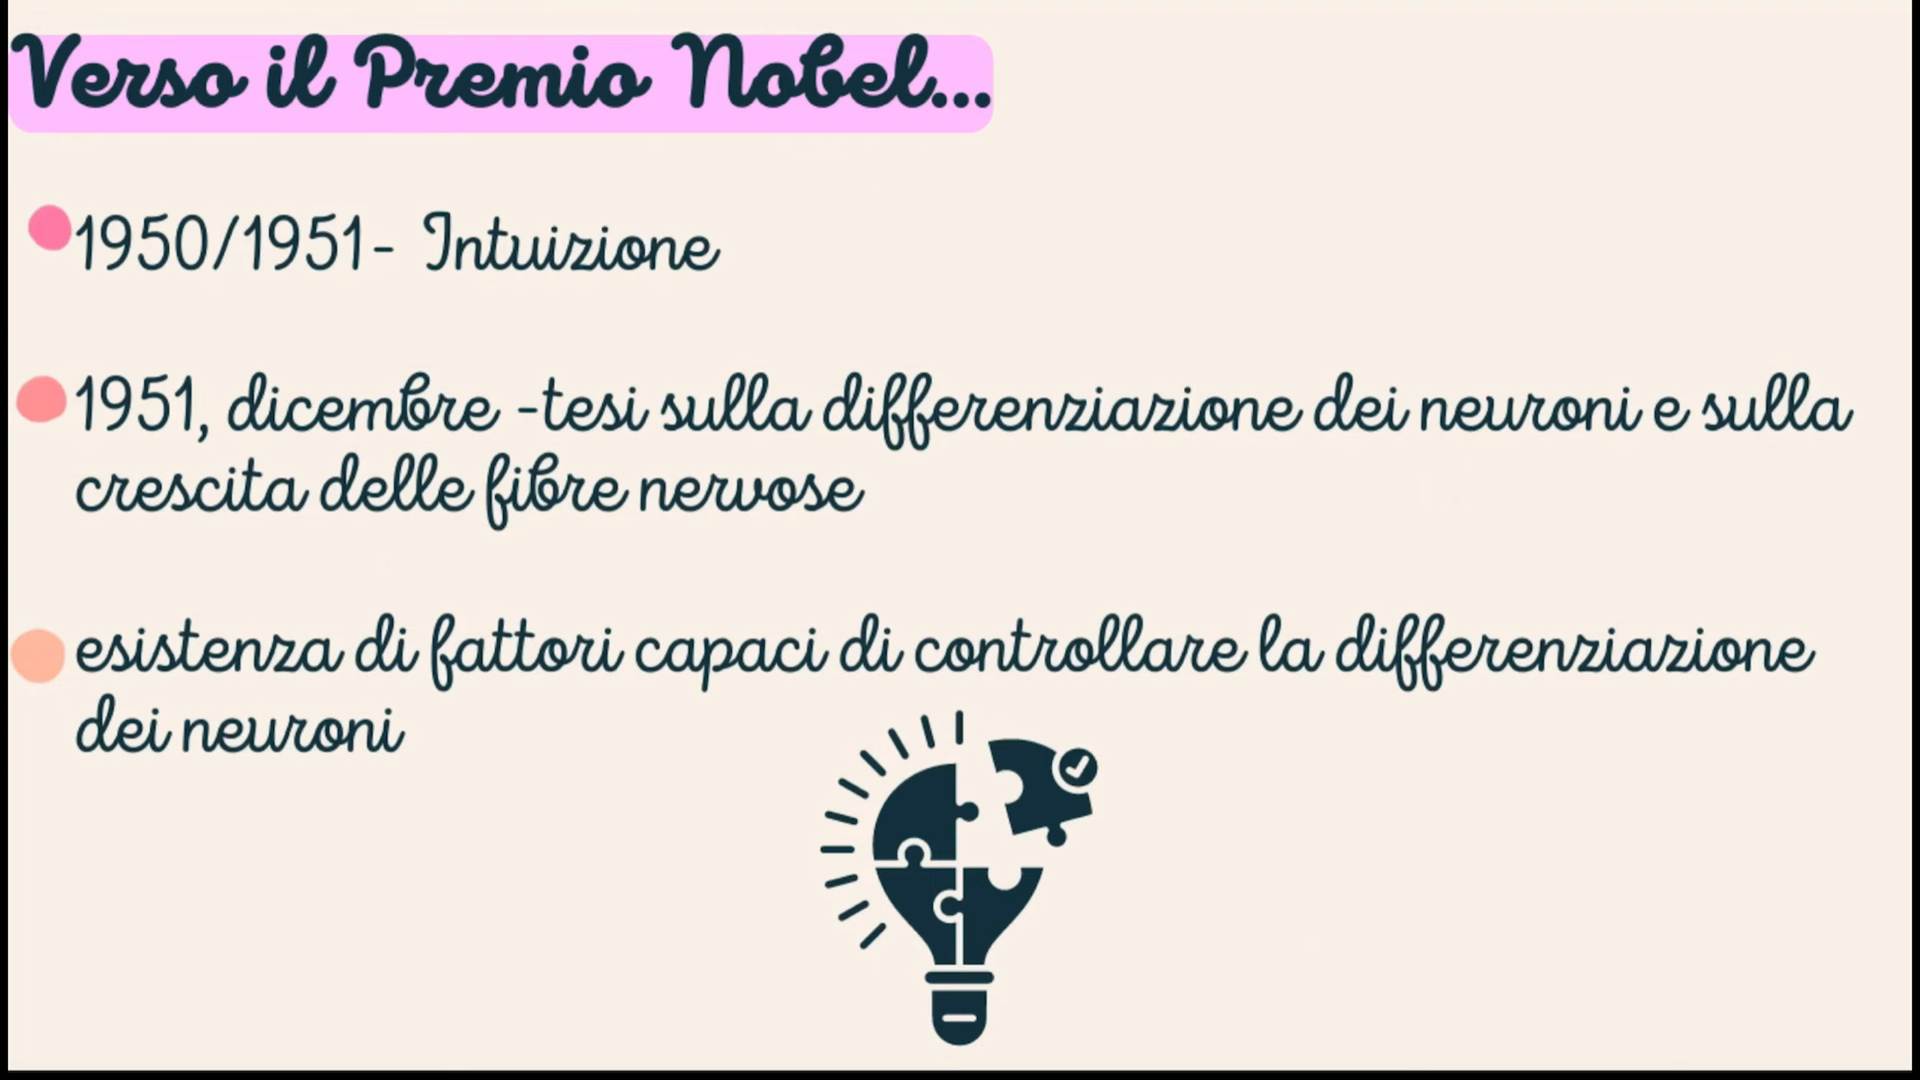 Verso il Premio Nobel...
1950/1951- Intuizione
1951, dicembre -tesi sulla differenziazione dei neuroni e sulla
crescita delle fibre nervose
esistenza di fattori capaci di controllare la differenziazione
dei neuroni